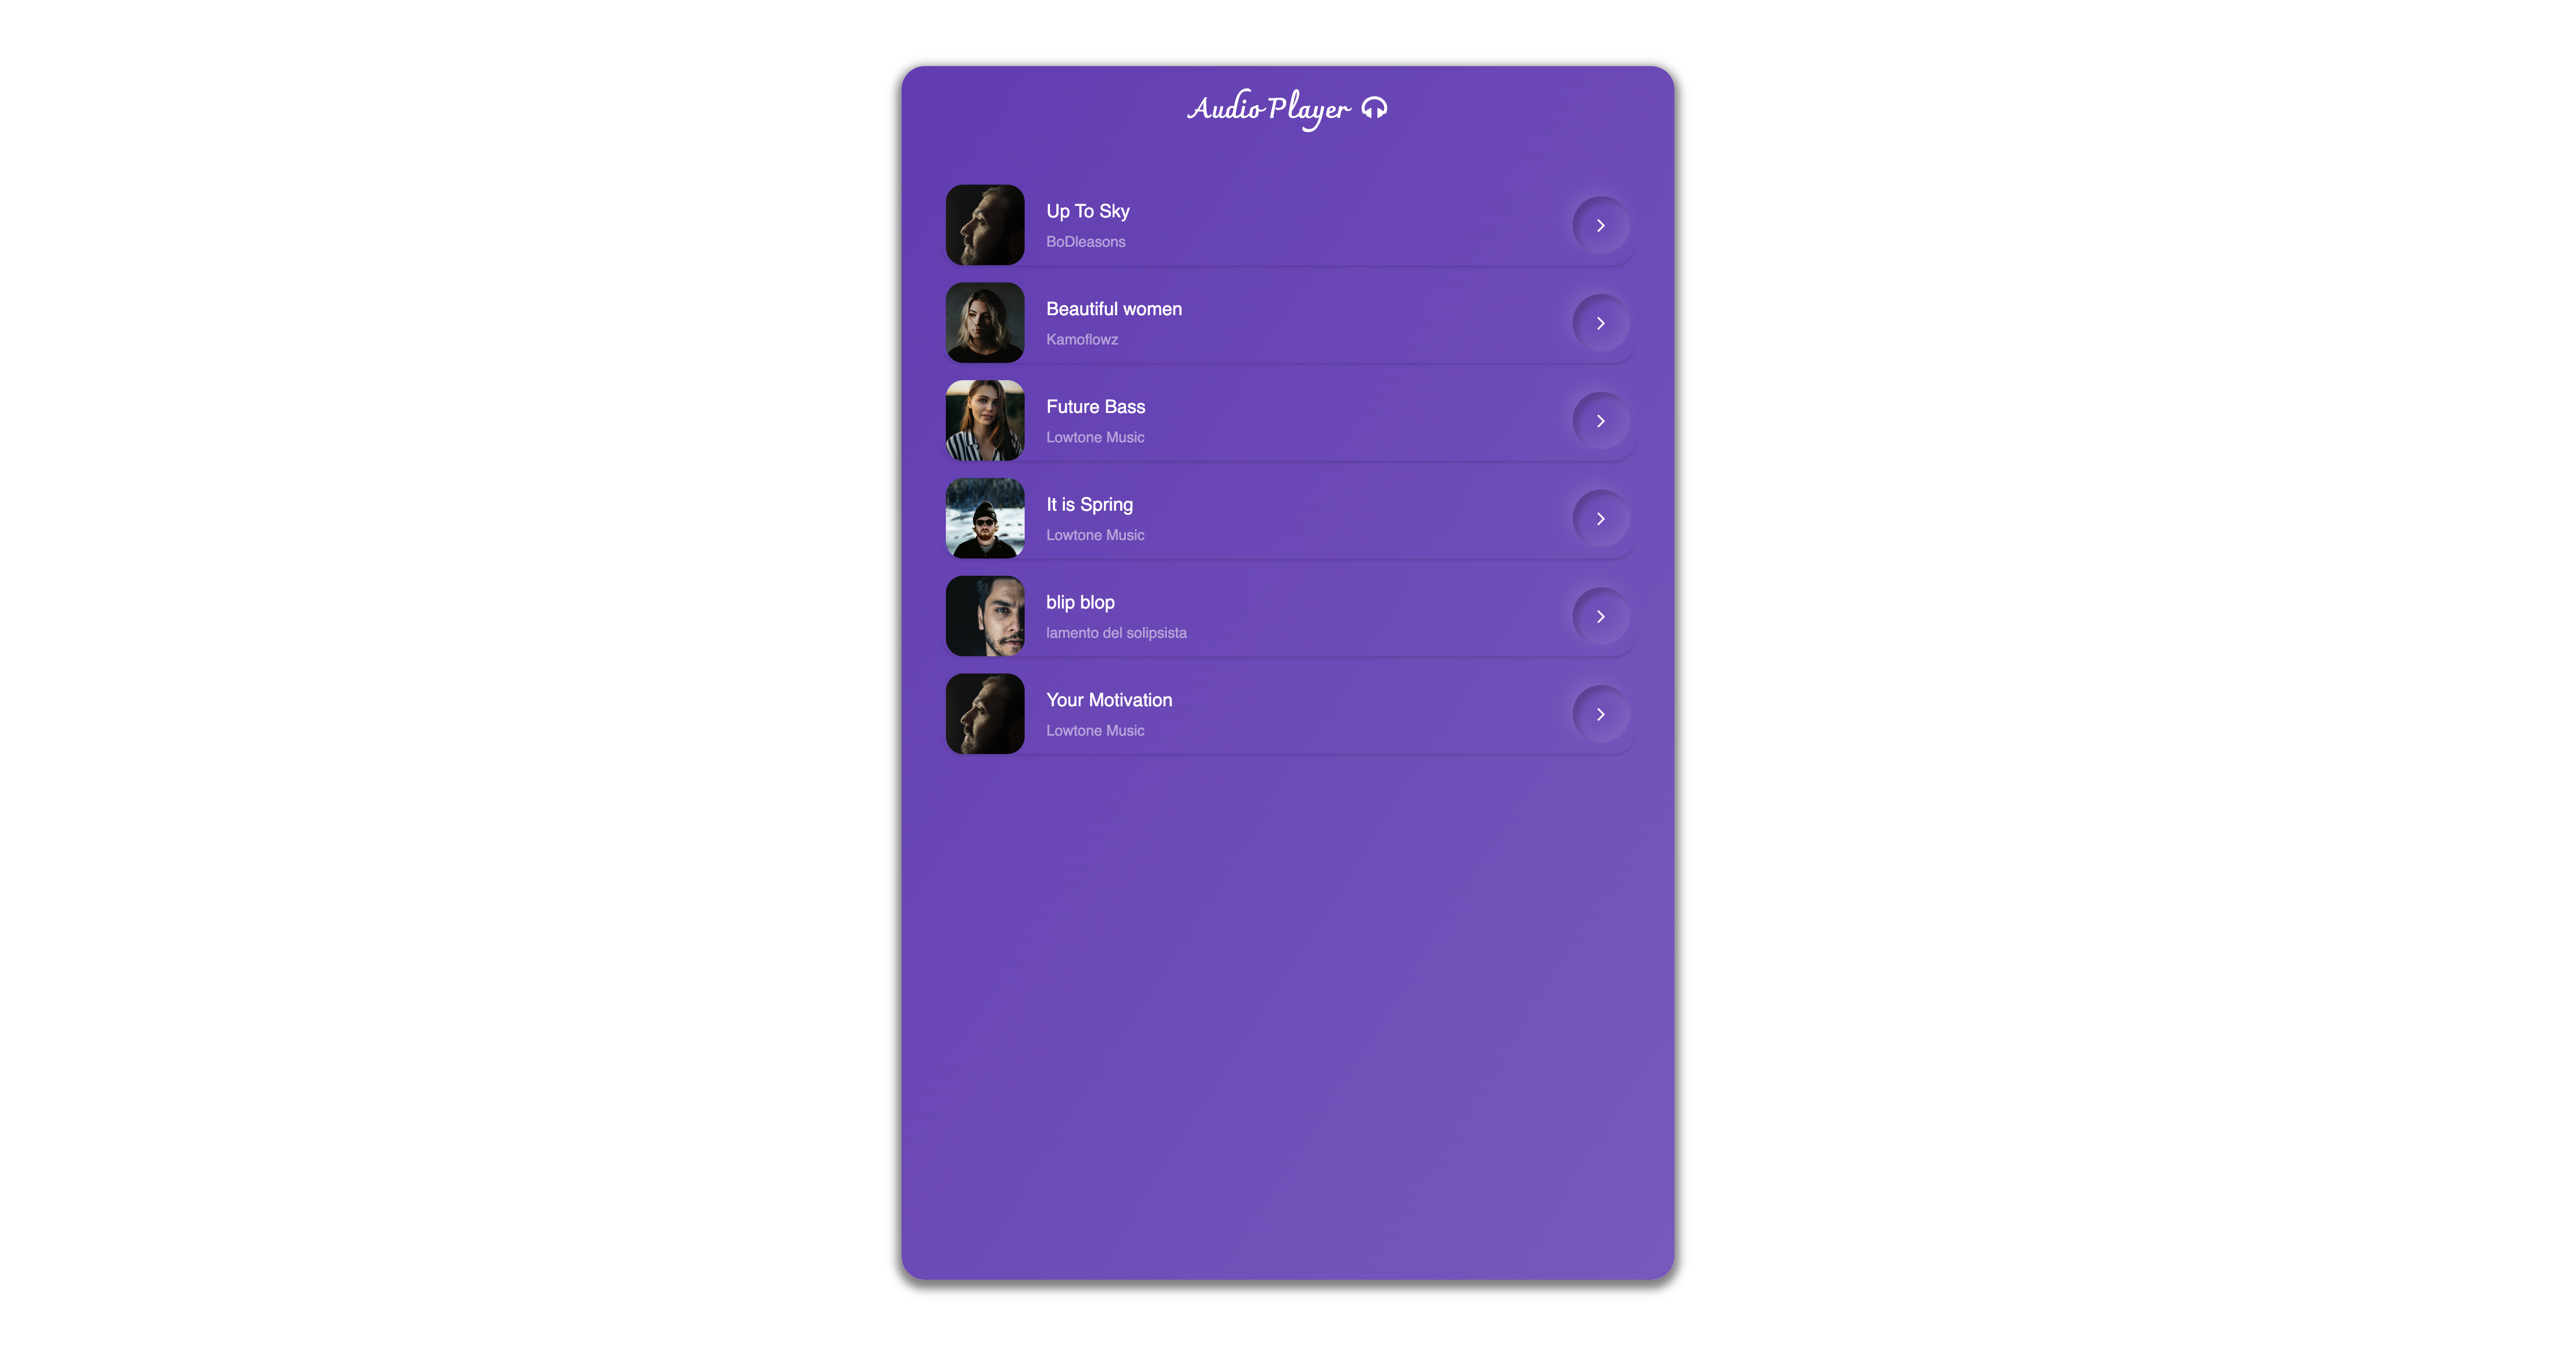 Audio Player
Up To Sky
BoDleasons
Beautiful women
Kamoflowz
Future Bass
Lowtone Music
It is Spring
Lowtone Music
blip blop
lamento del solipsista
Your Motivation
Lowtone Music